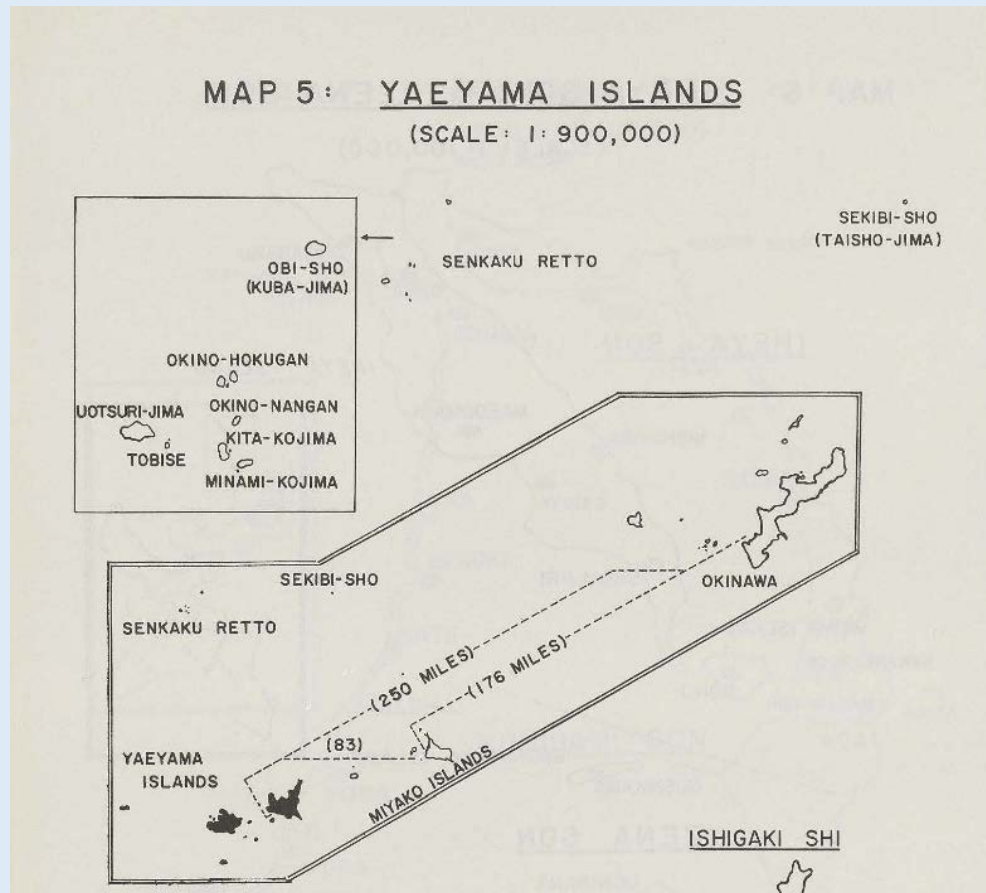 MAP 5: YAEYAMA ISLANDS
(SCALE: 1: 900,000)
SEKIBI-SHO
(TAISHO-JIMA)
SENKAKU RETTO
OBI-SHO
(KUBA-JIMA)
OKINO-HOKUGAN
UOTSURI-JIMA
OKINO-NANGAN
KITA-KOJIMA
TOBISE
MINAMI-KOJIMA
SEKIBI-SHO
OKINAWA
SENKAKU RETTO
(250 MILES)
(176 MILES)
(83)
YAEYAMA
ISLANDS
MIYAKO ISLANDS
ISHIGAKI SHI